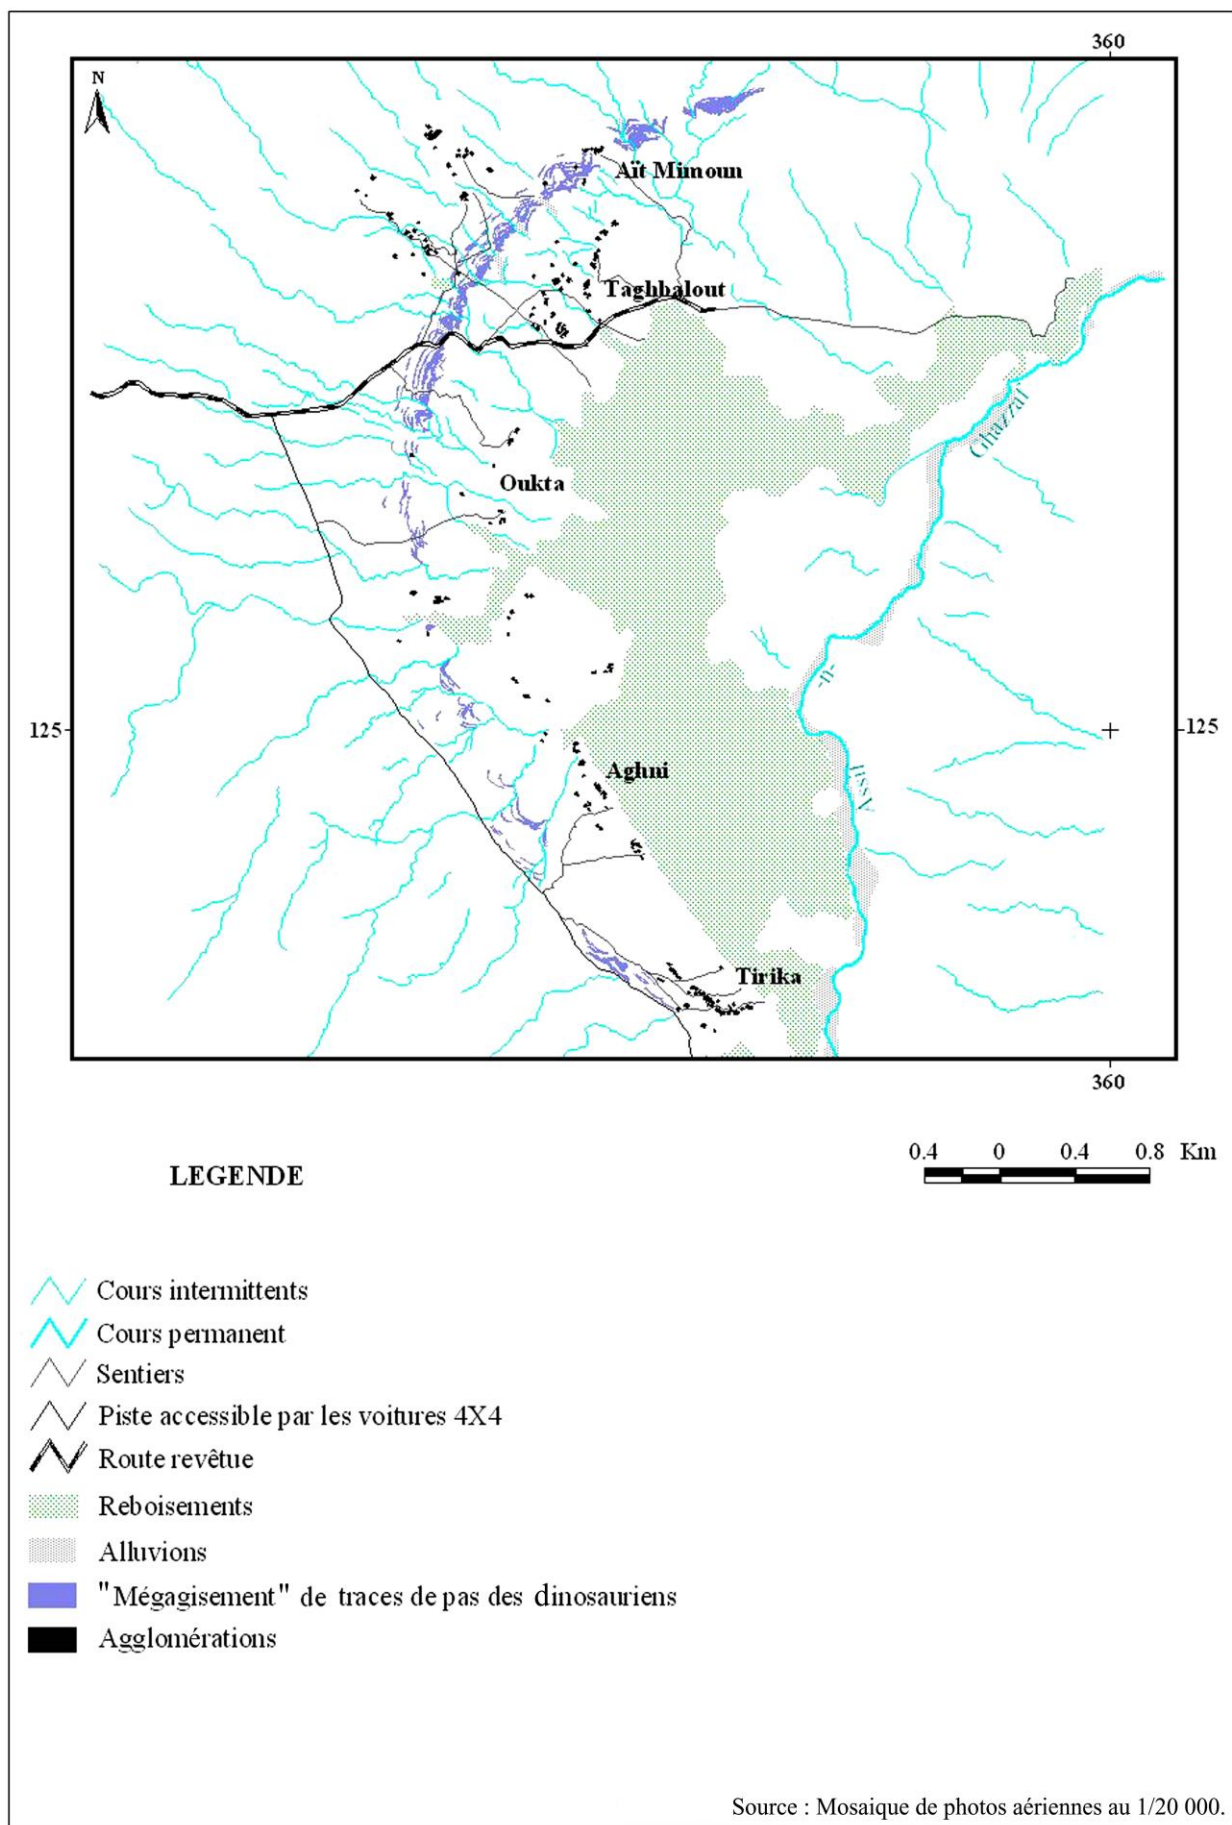 360
N
Aït Mimoun
Taghbalout
Ghazzal
Oukta
-n-
125
125
Assif
Aghni
Tirika
360
0.4 0 0.4 0.8 Km
LEGENDE
Cours intermittents
Cours permanent
Sentiers
Piste accessible par les voitures 4X4
Route revêtue
Reboisements
Alluvions
"Mégagisement" de traces de pas des dinosauriens
Agglomérations
Source : Mosaique de photos aériennes au 1/20 000.